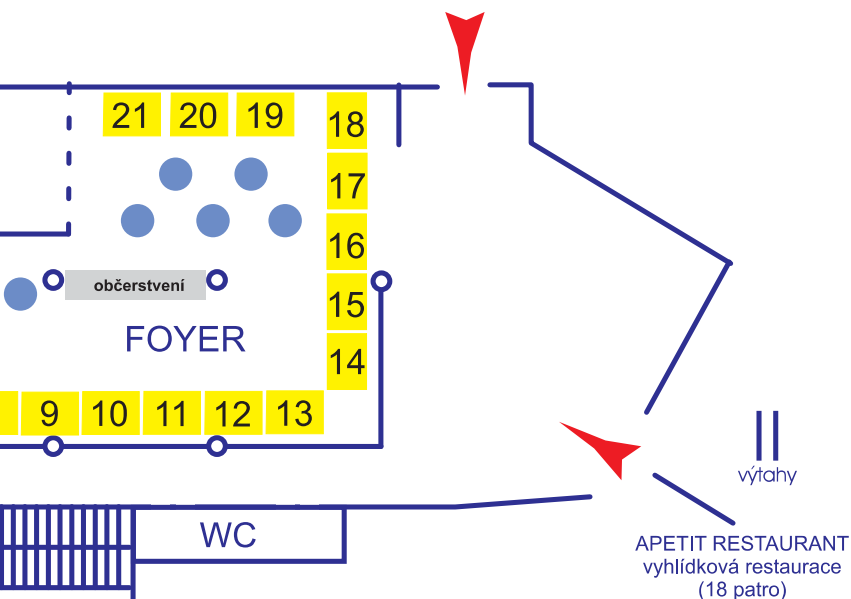 21 20 19
18
17
16
15
14
občerstvení
FOYER
9 10 11 12 13
WC
výtahy
APETIT RESTAURANT
vyhlídková restaurace
(18 patro)